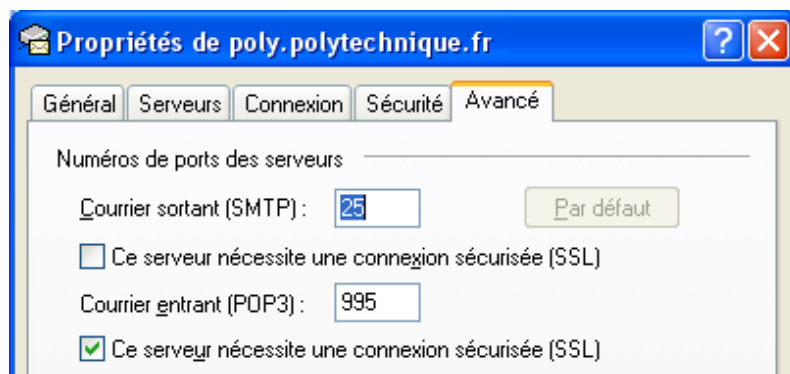 Propriétés de poly.polytechnique.fr
Général Serveurs Connexion Sécurité Avancé
Numéros de ports des serveurs
Courrier sortant (SMTP) : 25 Par défaut
Ce serveur nécessite une connexion sécurisée (SSL)
Courrier entrant (POP3) : 995
Ce serveur nécessite une connexion sécurisée (SSL)